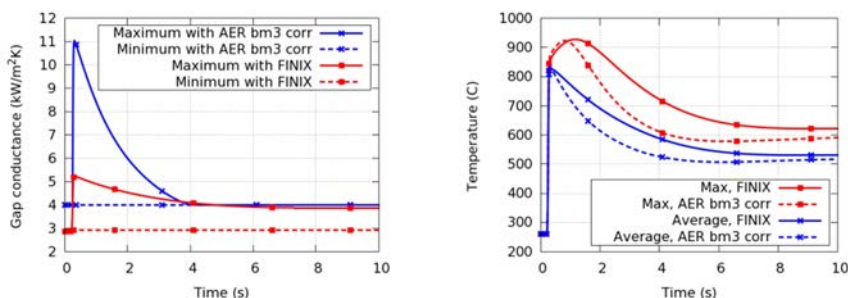 12
11
10
9
8
7
6
5
4
3
2
Gap conductance (kW/m²K)
Maximum with AER bm3 corr
Minimum with AER bm3 corr
Maximum with FINIX
Minimum with FINIX
0 2 4 6 8 10
Time (s)
1000
900
800
700
600
500
400
300
200
Temperature (C)
Max, FINIX
Max, AER bm3 corr
Average, FINIX
Average, AER bm3 corr
0 2 4 6 8 10
Time (s)